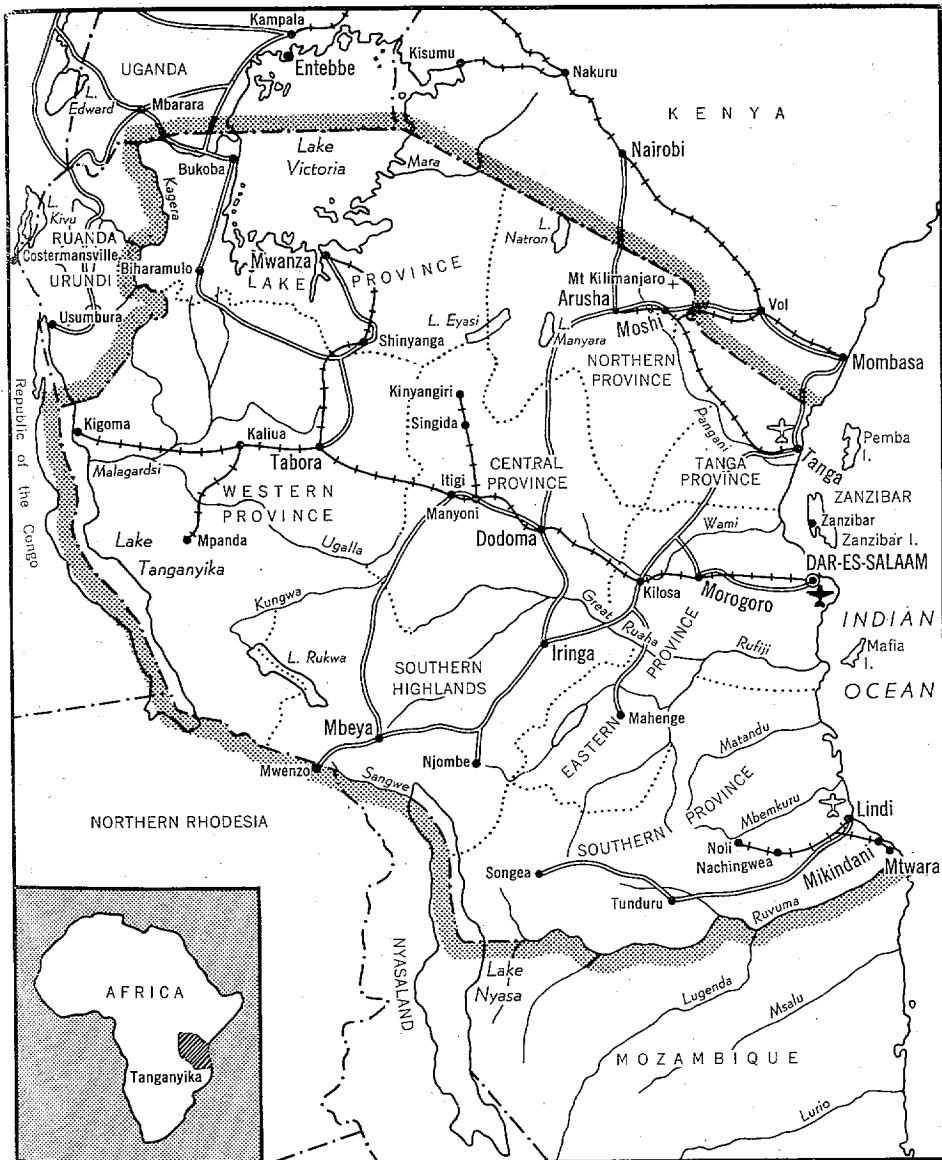 Kampala
Kisumu
Entebbe
Nakuru
UGANDA
L.
Edward
Mbarara
KENYA
Lake
Victoria
Nairobi
Bukoba
Mara
Kagera
L.
Kivu
L.
Natron
RUANDA
Costermansville
URUNDI
Biharamulo
Mwanza
LAKE PROVINCE
Mt Kilimanjaro
Arusha
Moshi
Vol
Usumbura
L. Eyasi
L.
Manyara
Shinyanga
Mombasa
NORTHERN
PROVINCE
Republic of the Congo
Kinyangiri
Singida
Pangani
Kigoma
Kaliua
Tabora
Malagardsi
Pemba
I.
Tanga
CENTRAL
PROVINCE
TANGA
PROVINCE
WESTERN
PROVINCE
Itigi
Manyoni
ZANZIBAR
Zanzibar
Zanzibar I.
Mpanda
Ugalla
Dodoma
Wami
Lake
Tanganyika
DAR-ES-SALAAM
Kilosa
Morogoro
Kungwa
Great
Ruaha
INDIAN
OCEAN
Rufiji
Mafia
I.
L. Rukwa
Iringa
SOUTHERN
HIGHLANDS
EASTERN PROVINCE
Mahenge
Mbeya
Njombe
Matandu
Mwenzo
Sangwe
Mbemkuru
Lindi
NORTHERN RHODESIA
SOUTHERN PROVINCE
Noli
Nachingwea
Mikindani
Mtwara
Songea
Tunduru
Ruvuma
NYASALAND
Lake
Nyasa
Lugenda
Msalu
MOZAMBIQUE
Lurio
AFRICA
Tanganyika